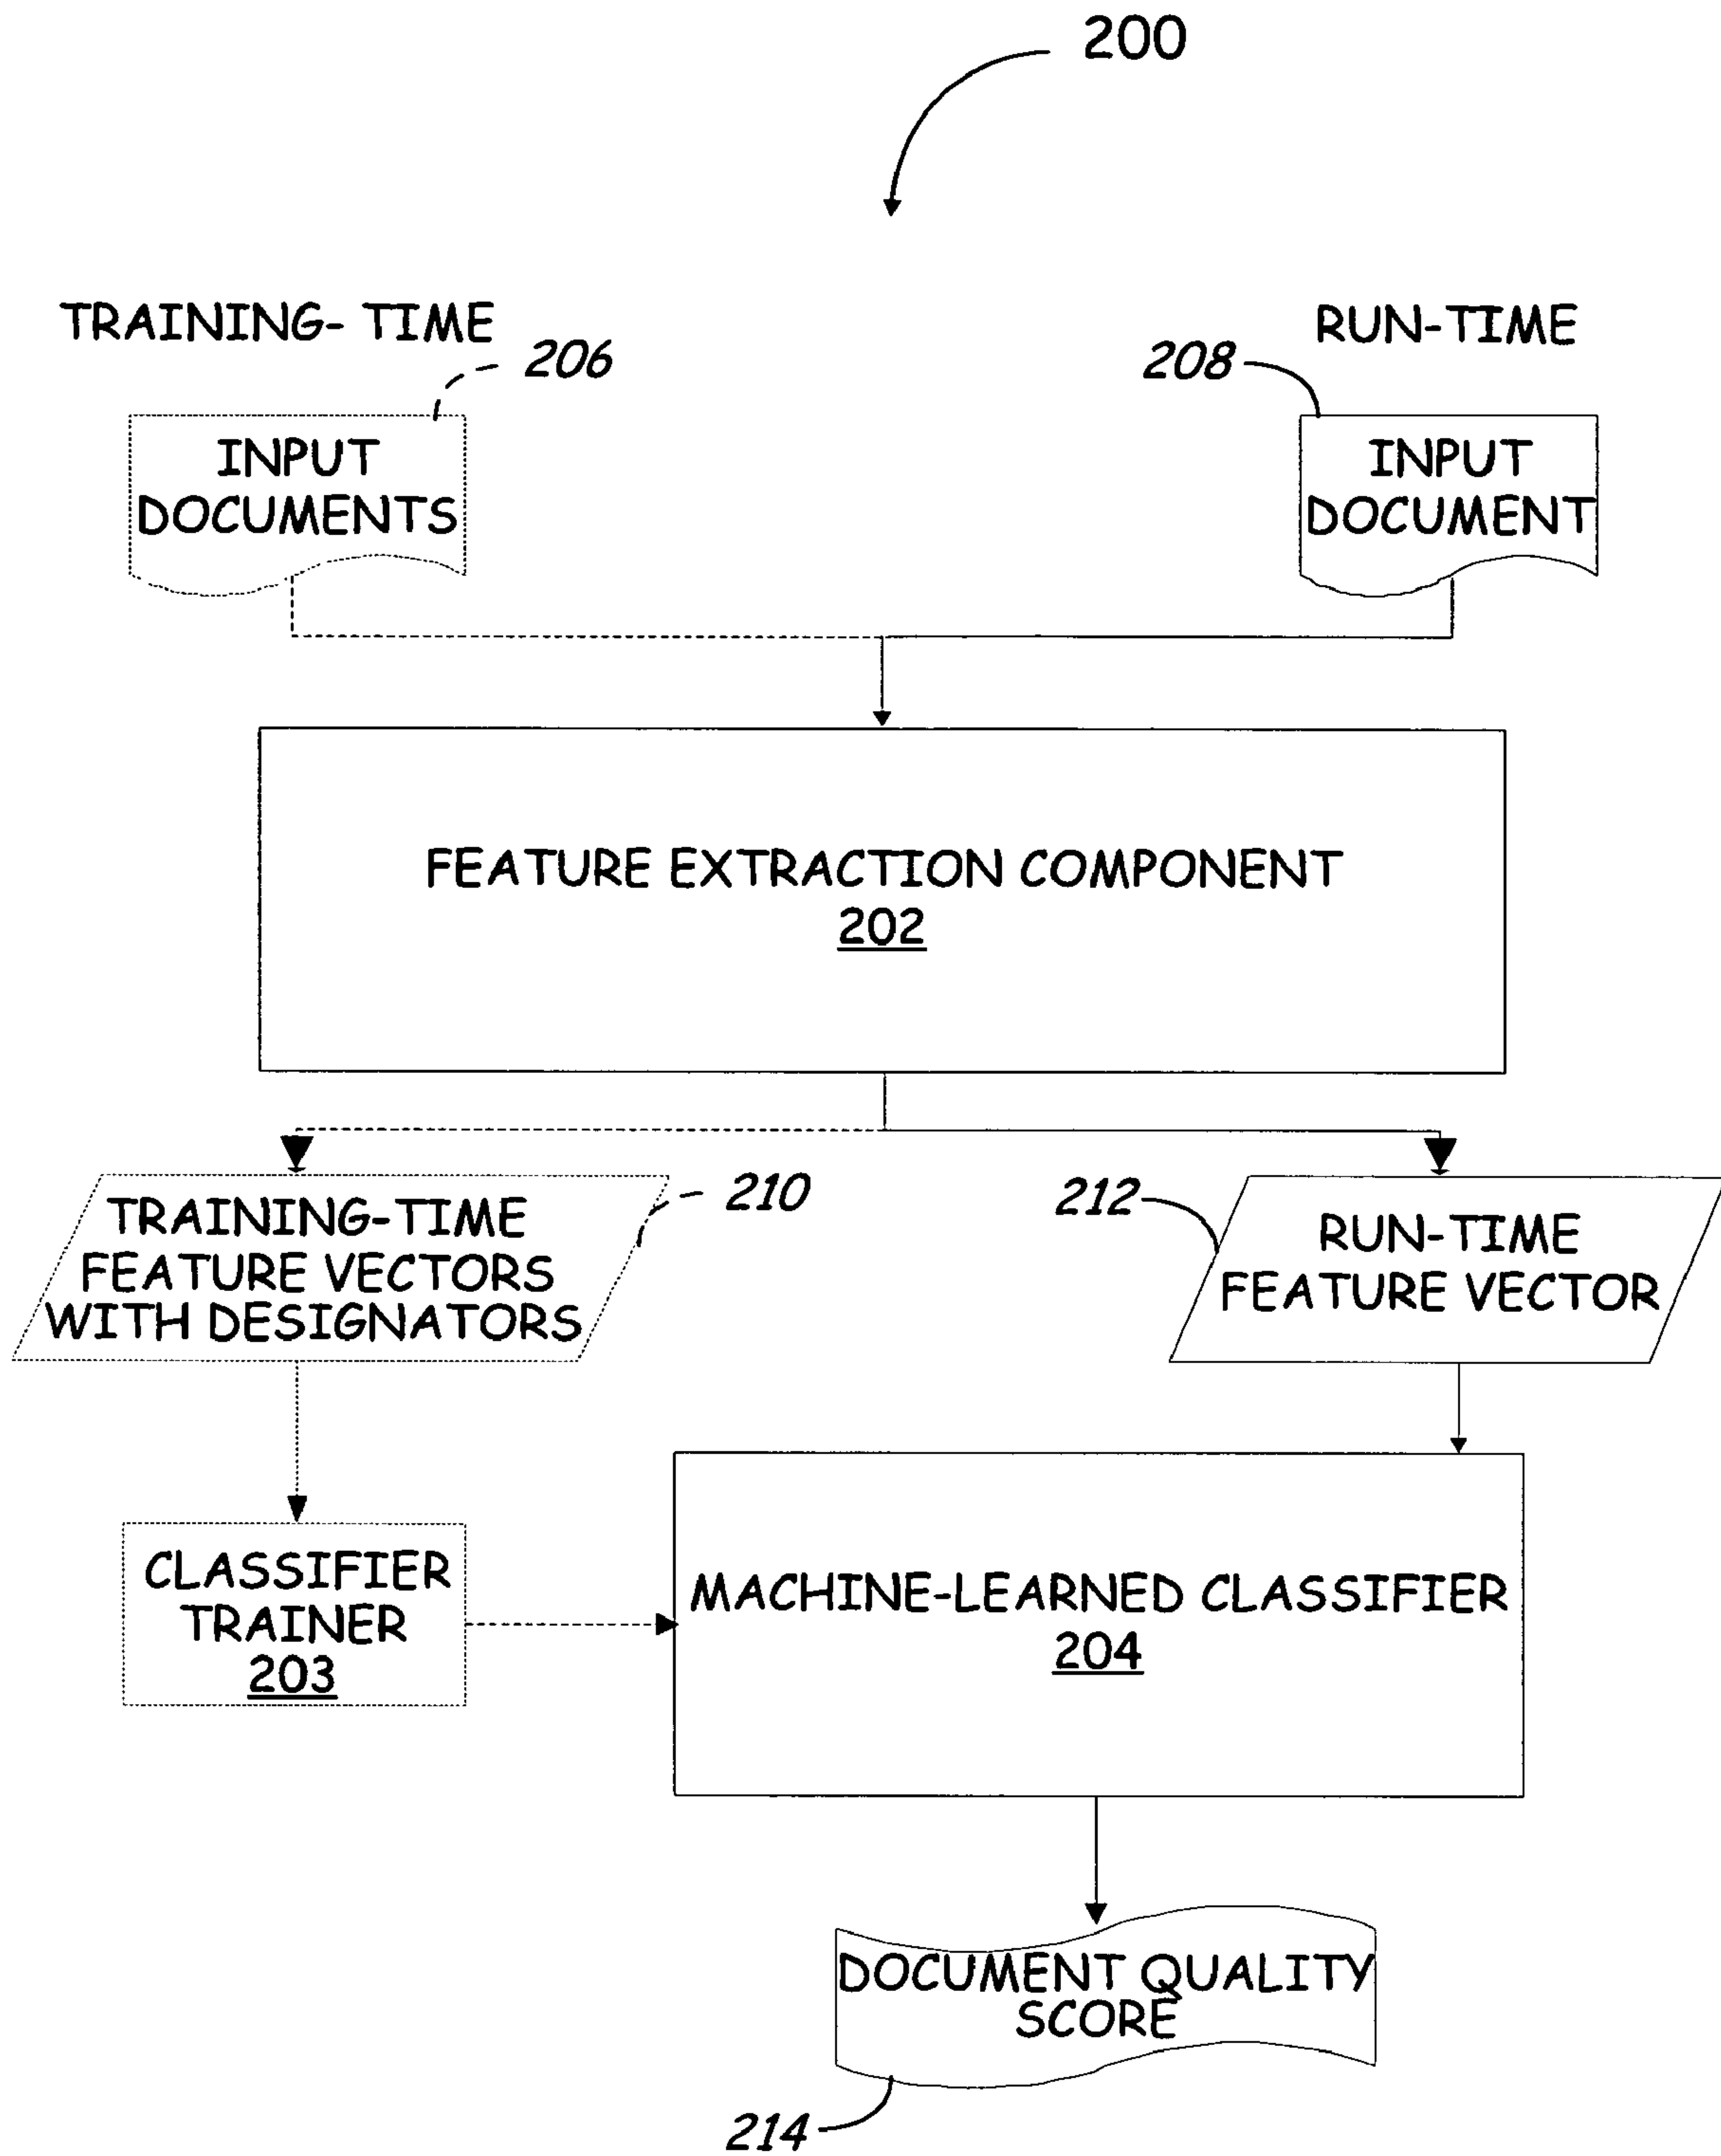 200
TRAINING- TIME
RUN-TIME
206
208
INPUT
DOCUMENTS
INPUT
DOCUMENT
FEATURE EXTRACTION COMPONENT
202
210
212
TRAINING-TIME
FEATURE VECTORS
WITH DESIGNATORS
RUN-TIME
FEATURE VECTOR
CLASSIFIER
TRAINER
203
MACHINE-LEARNED CLASSIFIER
204
DOCUMENT QUALITY
SCORE
214